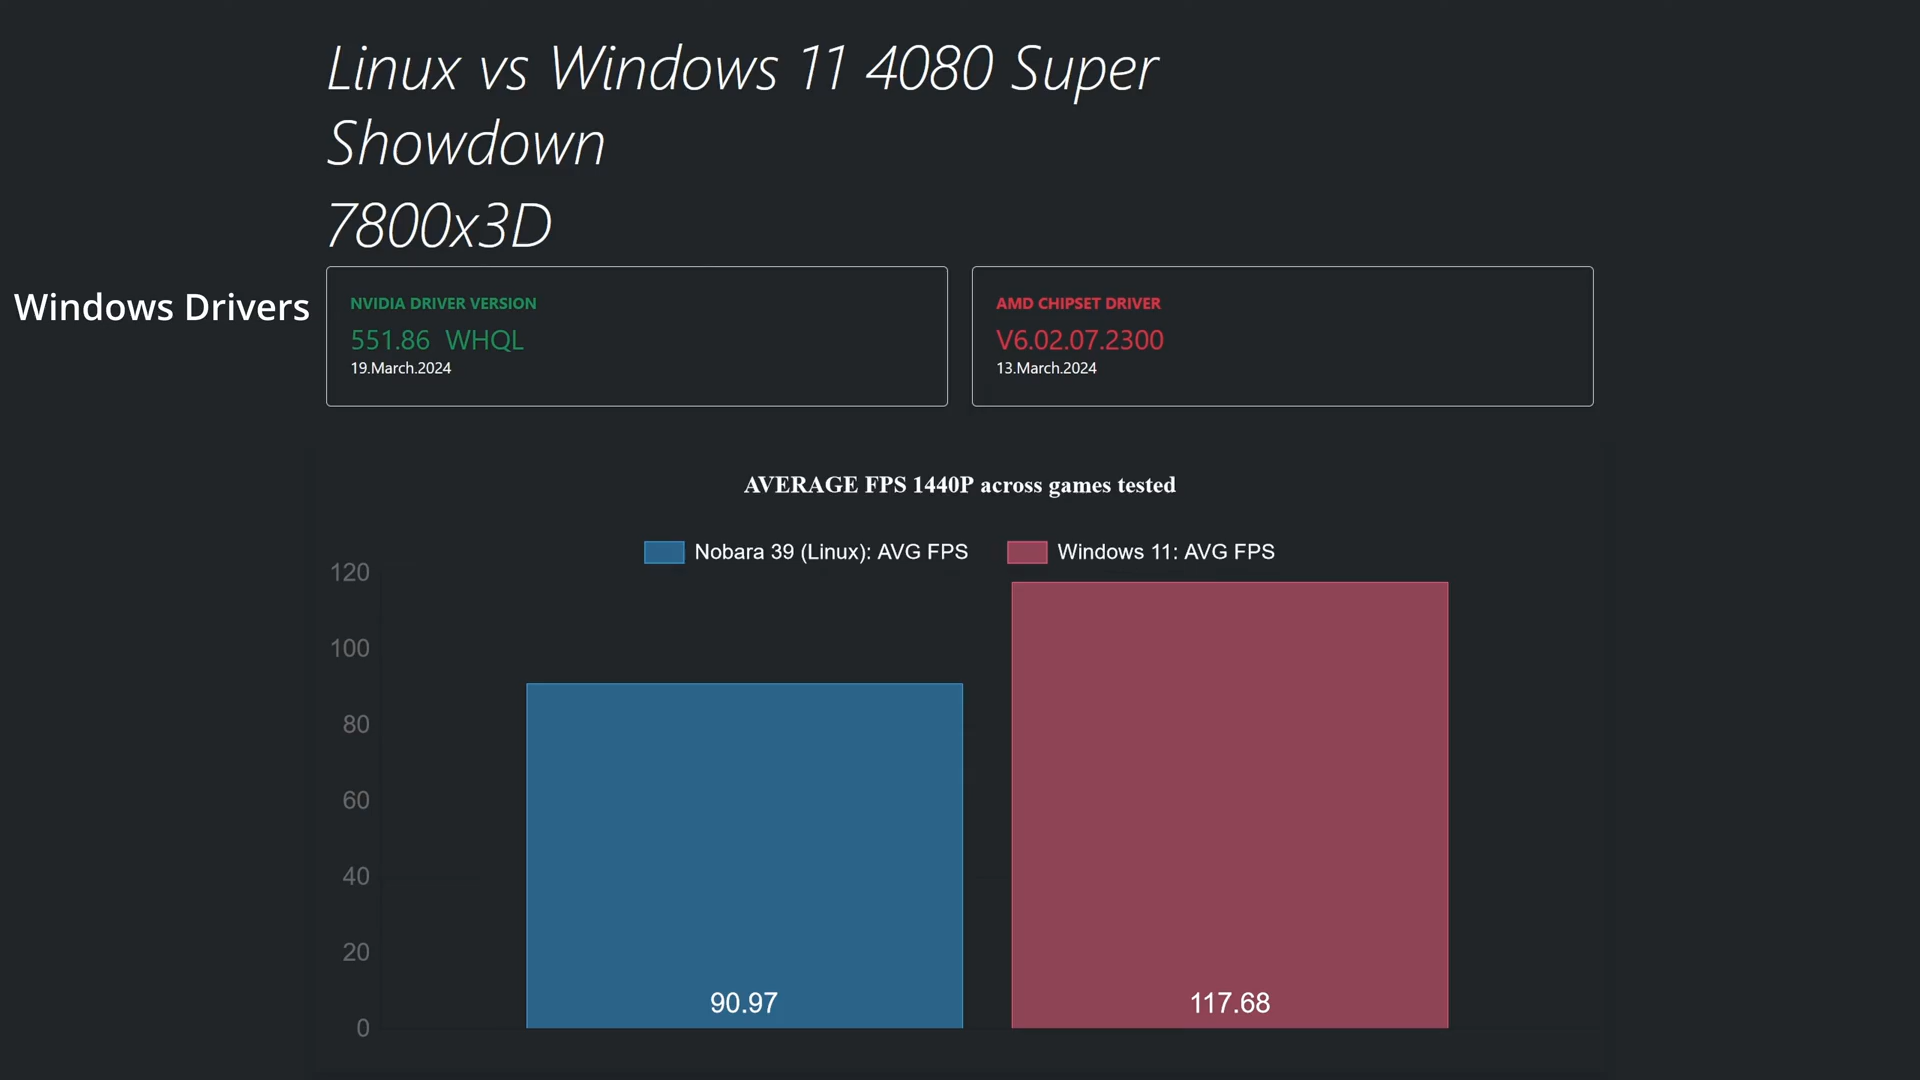 Linux vs Windows 11 4080 Super
Showdown
7800x3D
Windows Drivers
NVIDIA DRIVER VERSION
551.86 WHQL
19.March.2024
AMD CHIPSET DRIVER
V6.02.07.2300
13.March.2024
AVERAGE FPS 1440P across games tested
Nobara 39 (Linux): AVG FPS
Windows 11: AVG FPS
120
100
80
60
40
20
0
90.97
117.68